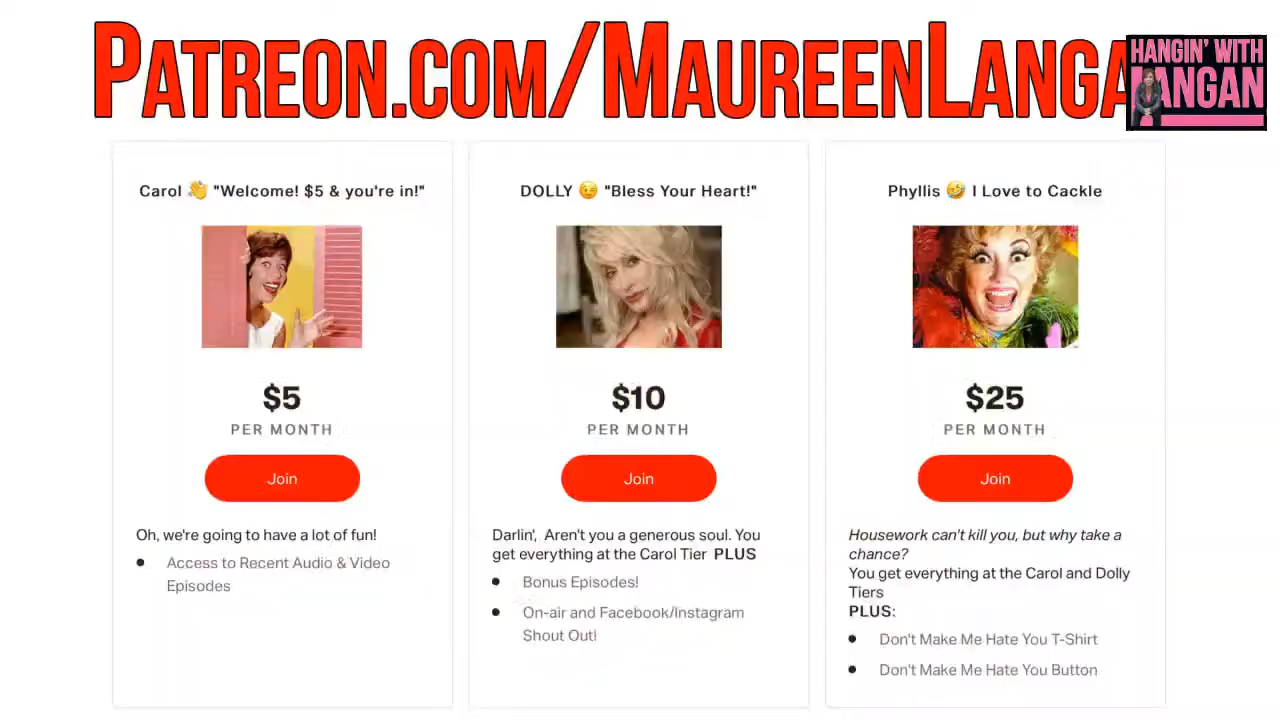 PATREON.COM/MAUREENLANGA
HANGIN' WITH
LANGAN
Carol 👋 "Welcome! $5 & you're in!"
$5
PER MONTH
Join
Oh, we're going to have a lot of fun!
• Access to Recent Audio & Video
Episodes
DOLLY 😉 "Bless Your Heart!"
$10
PER MONTH
Join
Darlin', Aren't you a generous soul. You
get everything at the Carol Tier PLUS
• Bonus Episodes!
• On-air and Facebook/Instagram
Shout Out!
Phyllis 🤣 I Love to Cackle
$25
PER MONTH
Join
Housework can't kill you, but why take a
chance?
You get everything at the Carol and Dolly
Tiers
PLUS:
• Don't Make Me Hate You T-Shirt
• Don't Make Me Hate You Button